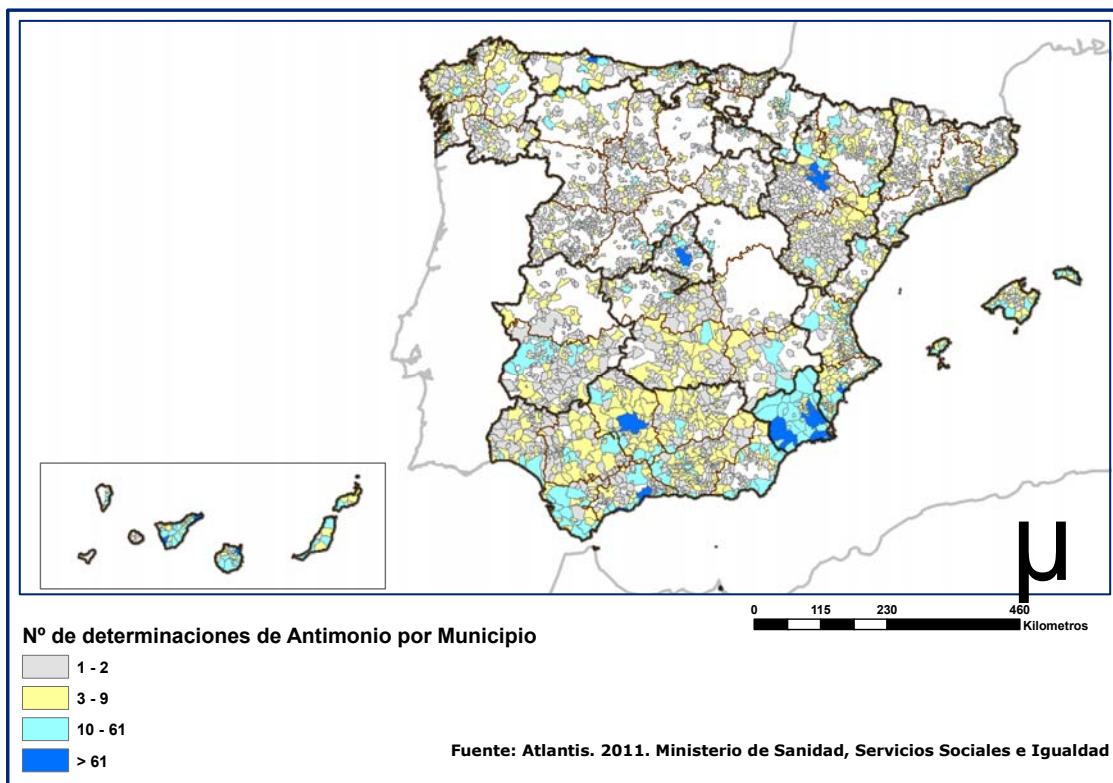 µ
0 115 230 460
Kilometros
Nº de determinaciones de Antimonio por Municipio
1 - 2
3 - 9
10 - 61
> 61
Fuente: Atlantis. 2011. Ministerio de Sanidad, Servicios Sociales e Igualdad